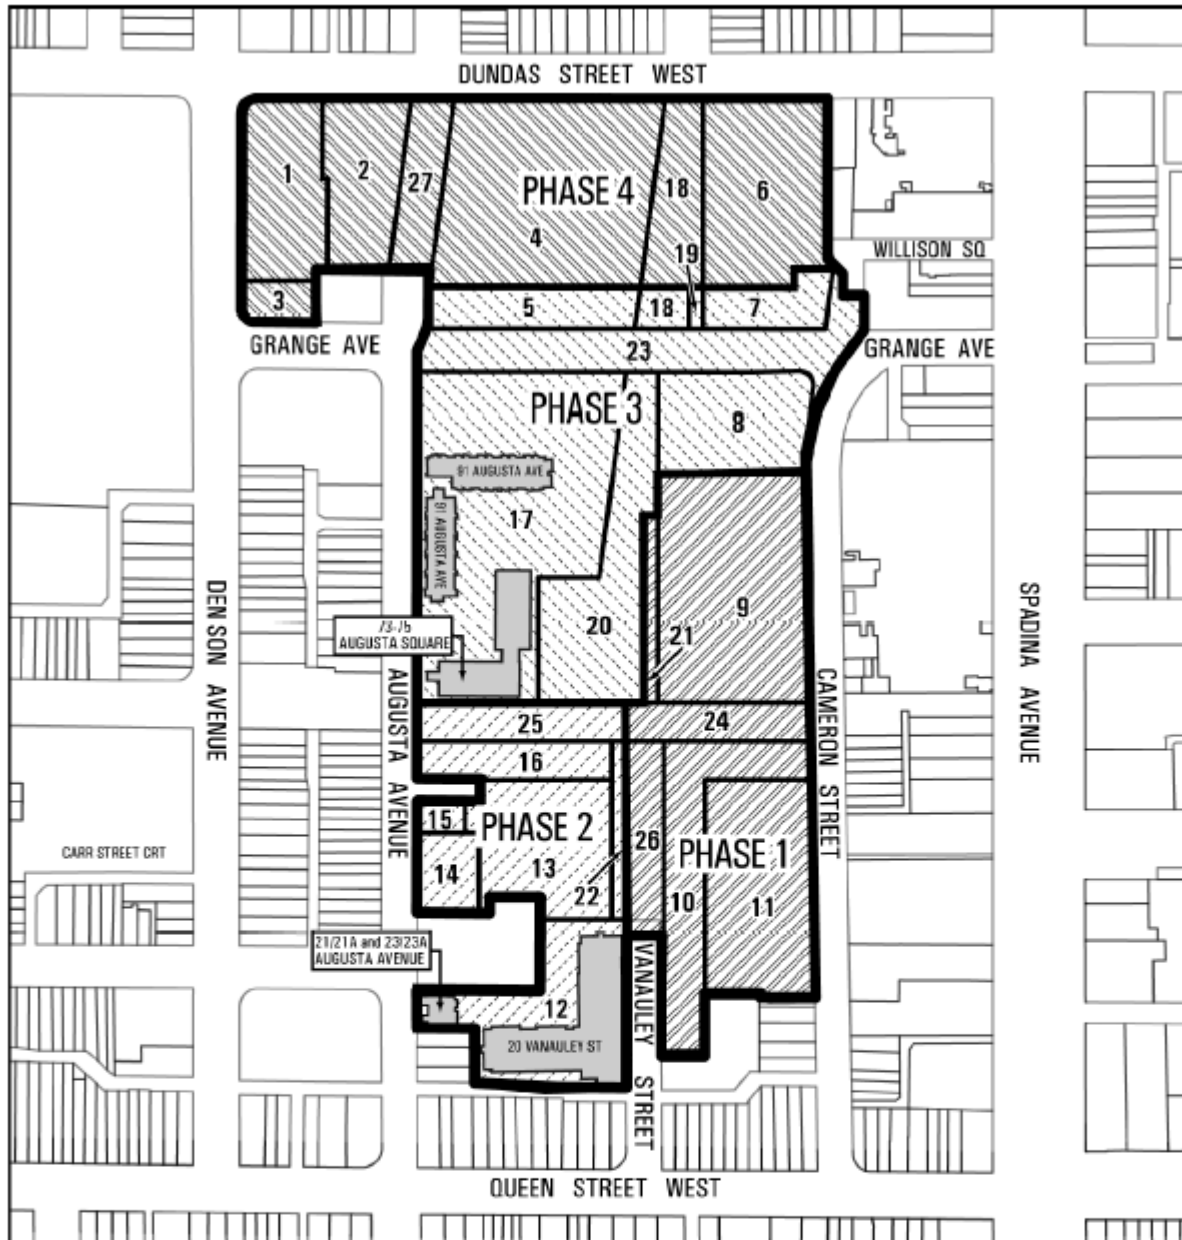 DUNDAS STREET WEST
1
2
27
PHASE 4
18
6
4
19
WILLISON SQ
3
5
18
7
GRANGE AVE
23
GRANGE AVE
PHASE 3
8
91 AUGUSTA AVE
91 AUGUSTA AVE
17
9
DENSON AVENUE
SPADINA AVENUE
AUGUSTA SQUARE
20
21
AUGUSTA AVENUE
CAMERON STREET
25
24
16
15
PHASE 2
26
PHASE 1
CARR STREET CRT
14
13
22
10
11
21/21A and 23/23A
AUGUSTA AVENUE
VANAULEY STREET
12
20 VANAULEY ST
QUEEN STREET WEST